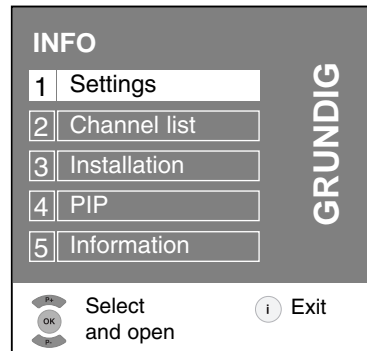 INFO
1 Settings
2 Channel list
3 Installation
4 PIP
5 Information
GRUNDIG
P+
OK
P-
Select
and open
i Exit